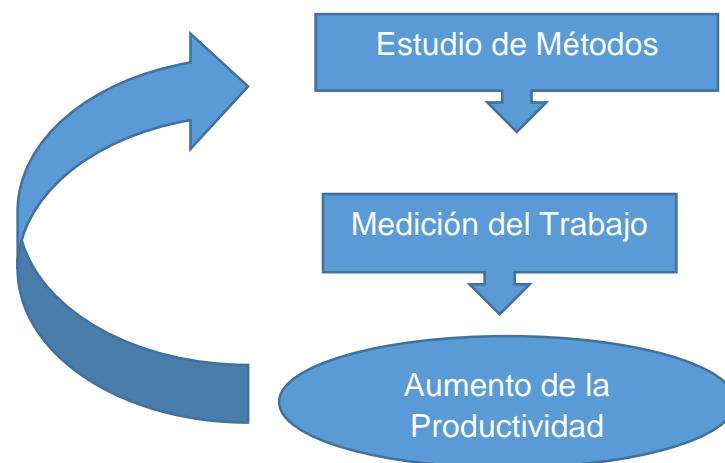 Estudio de Métodos
Medición del Trabajo
Aumento de la
Productividad